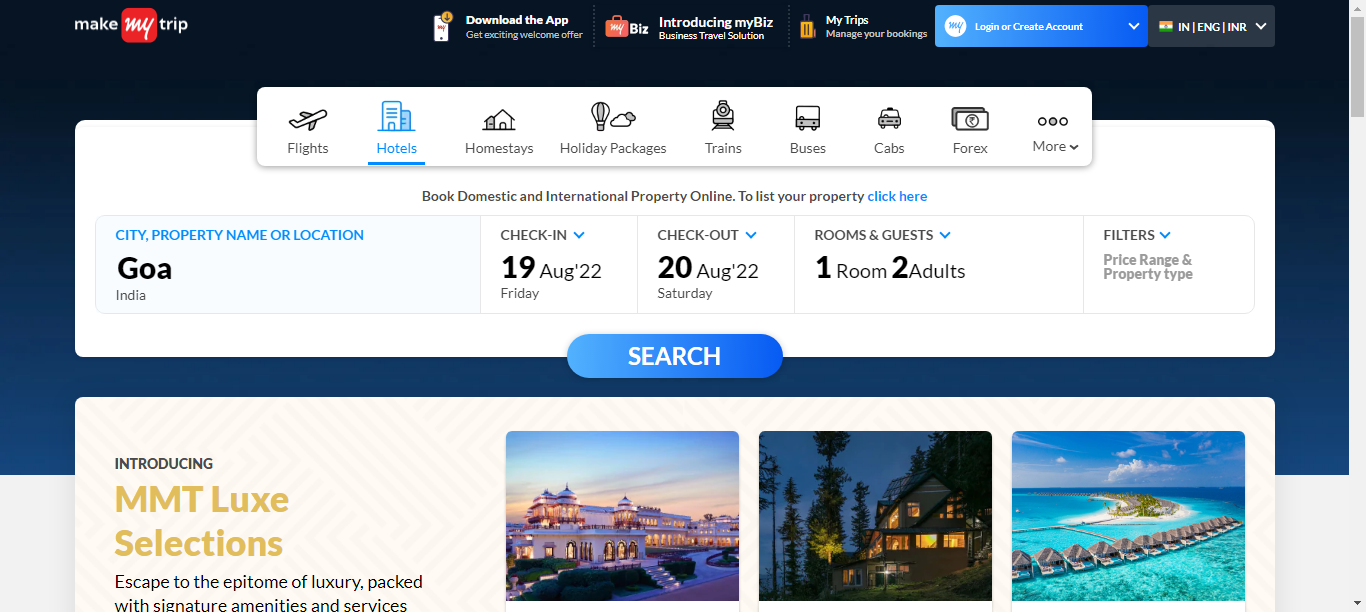 make my trip
Download the App
Get exciting welcome offer
my Biz
Introducing myBiz
Business Travel Solution
My Trips
Manage your bookings
my
Login or Create Account
IN | ENG | INR
Flights
Hotels
Homestays
Holiday Packages
Trains
Buses
Cabs
Forex
More
Book Domestic and International Property Online. To list your property click here
CITY, PROPERTY NAME OR LOCATION
Goa
India
CHECK-IN
19 Aug'22
Friday
CHECK-OUT
20 Aug'22
Saturday
ROOMS & GUESTS
1 Room 2Adults
FILTERS
Price Range &
Property type
SEARCH
INTRODUCING
MMT Luxe
Selections
Escape to the epitome of luxury, packed
with signature amenities and services